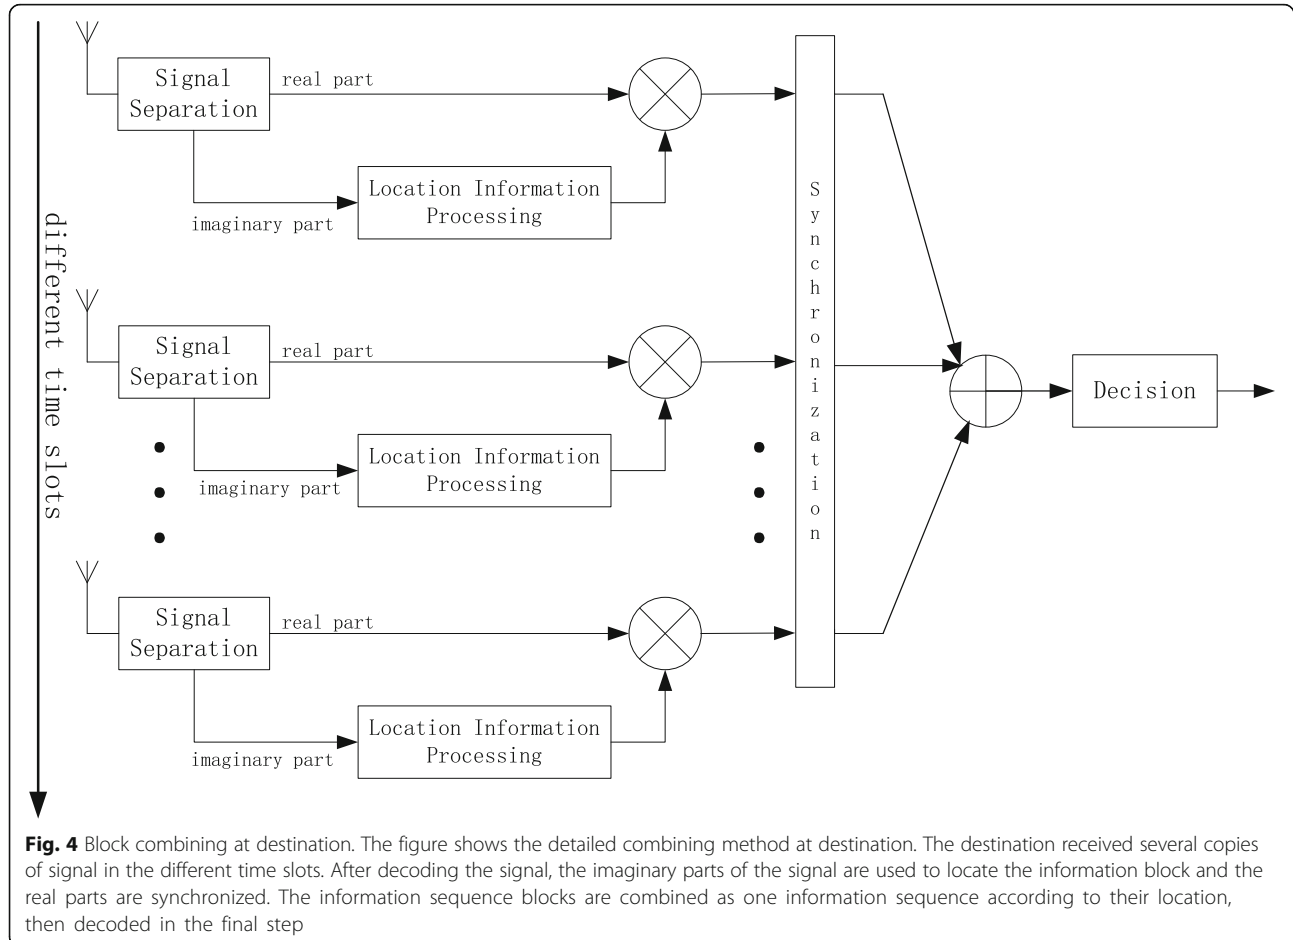 different time slots
Signal
Separation
real part
imaginary part
Location Information
Processing
Signal
Separation
real part
imaginary part
Location Information
Processing
Signal
Separation
real part
imaginary part
Location Information
Processing
Synchronization
Decision
Fig. 4 Block combining at destination. The figure shows the detailed combining method at destination. The destination received several copies
of signal in the different time slots. After decoding the signal, the imaginary parts of the signal are used to locate the information block and the
real parts are synchronized. The information sequence blocks are combined as one information sequence according to their location,
then decoded in the final step